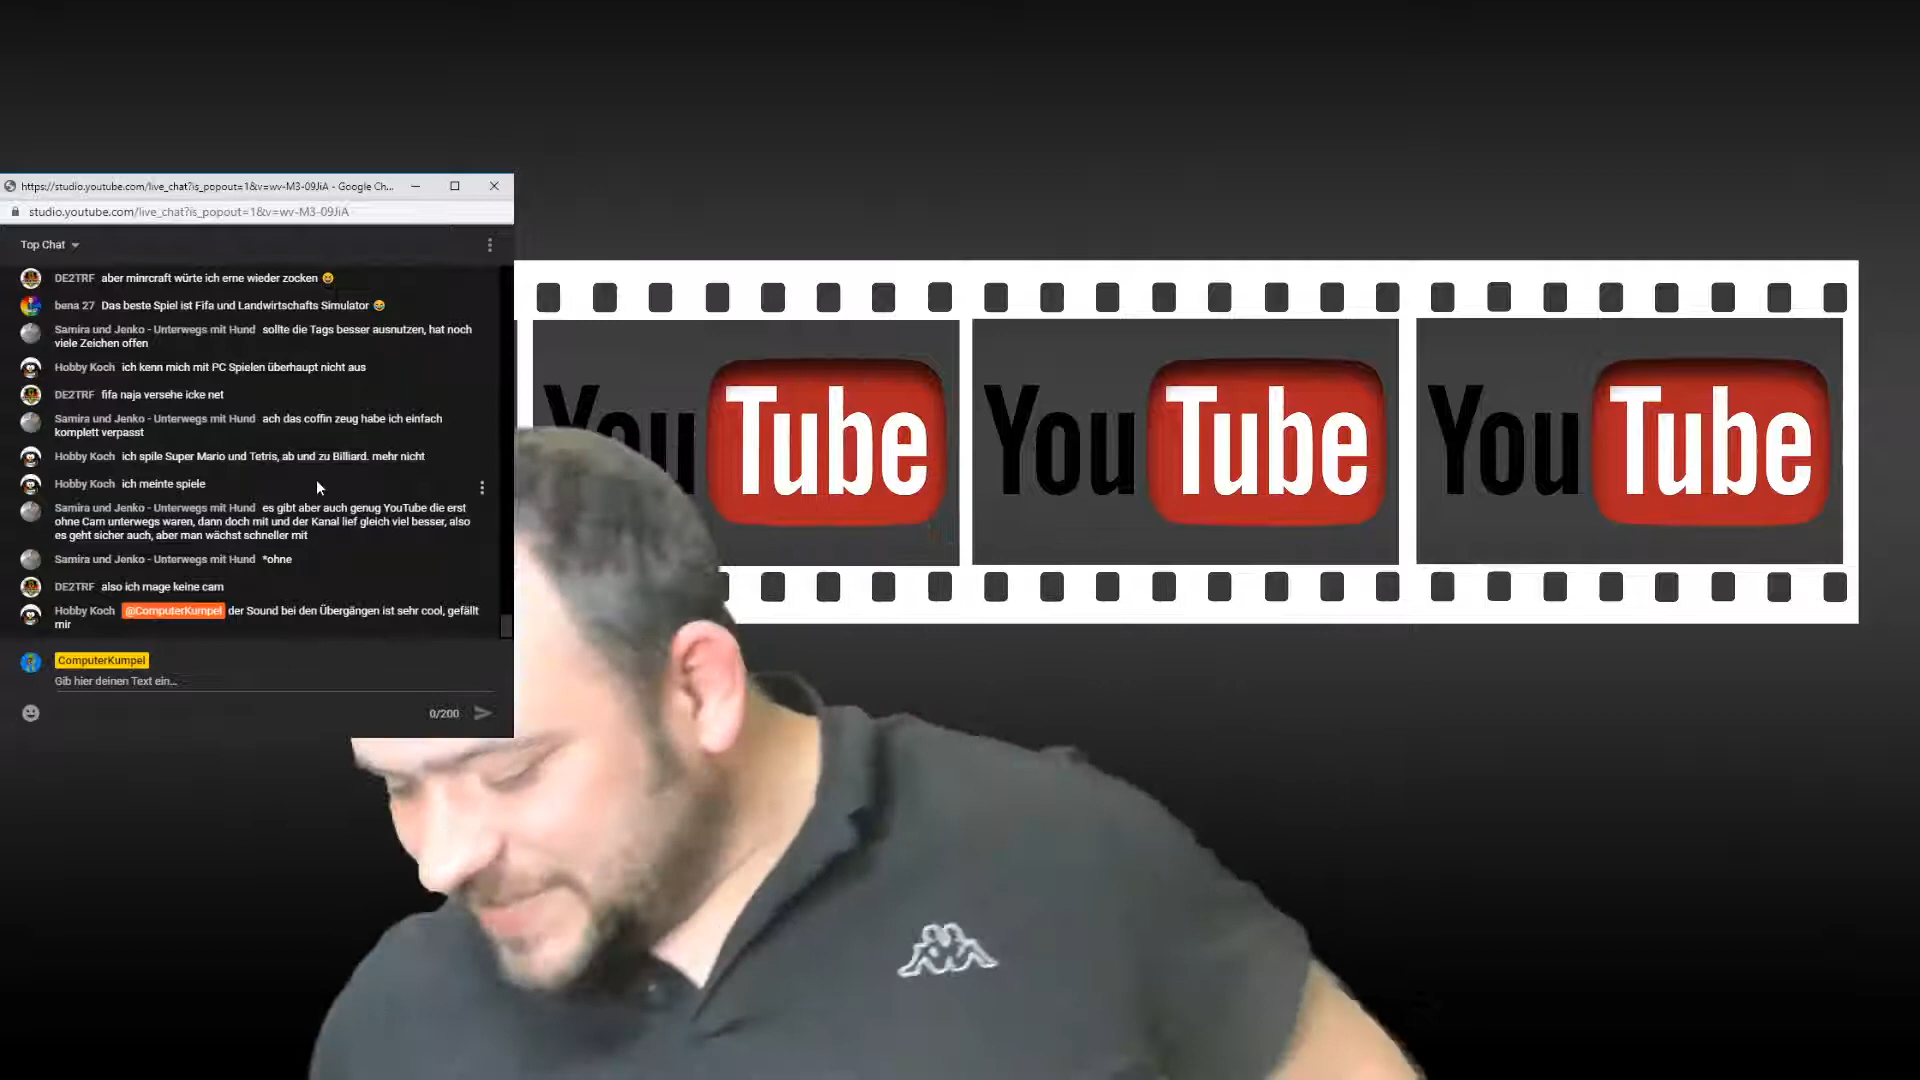 https://studio.youtube.com/live_chat?is_popout=1&v=wv-M3-09JiA - Google Ch...
studio.youtube.com/live_chat?is_popout=1&v=wv-M3-09JiA
Top Chat
DE2TRF aber minrcraft würte ich erne wieder zocken
bena 27 Das beste Spiel ist Fifa und Landwirtschafts Simulator
Samira und Jenko - Unterwegs mit Hund sollte die Tags besser ausnutzen, hat noch
viele Zeichen offen
Hobby Koch ich kenn mich mit PC Spielen überhaupt nicht aus
DE2TRF fifa naja versehe icke net
Samira und Jenko - Unterwegs mit Hund ach das coffin zeug habe ich einfach
komplett verpasst
Hobby Koch ich spile Super Mario und Tetris, ab und zu Billiard. mehr nicht
Hobby Koch ich meinte spiele
Samira und Jenko - Unterwegs mit Hund es gibt aber auch genug YouTube die erst
ohne Cam unterwegs waren, dann doch mit und der Kanal lief gleich viel besser, also
es geht sicher auch, aber man wächst schneller mit
Samira und Jenko - Unterwegs mit Hund *ohne
DE2TRF also ich mage keine cam
Hobby Koch @ComputerKumpel der Sound bei den Übergängen ist sehr cool, gefällt
mir
ComputerKumpel
Gib hier deinen Text ein...
0/200
YouTube
YouTube
YouTube